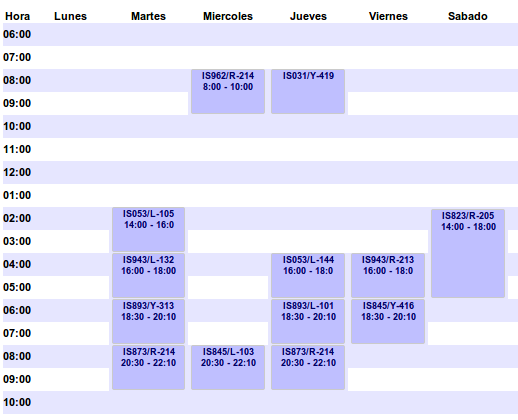 Hora Lunes Martes Miercoles Jueves Viernes Sabado
06:00
07:00
08:00 IS962/R-214 IS031/Y-419
8:00 - 10:00
09:00
10:00
11:00
12:00
01:00
02:00 IS053/L-105 IS823/R-205
14:00 - 16:0 14:00 - 18:00
03:00
04:00 IS943/L-132 IS053/L-144 IS943/R-213
16:00 - 18:00 16:00 - 18:0 16:00 - 18:0
05:00
06:00 IS893/Y-313 IS893/L-101 IS845/Y-416
18:30 - 20:10 18:30 - 20:10 18:30 - 20:10
07:00
08:00 IS873/R-214 IS845/L-103 IS873/R-214
20:30 - 22:10 20:30 - 22:10 20:30 - 22:10
09:00
10:00